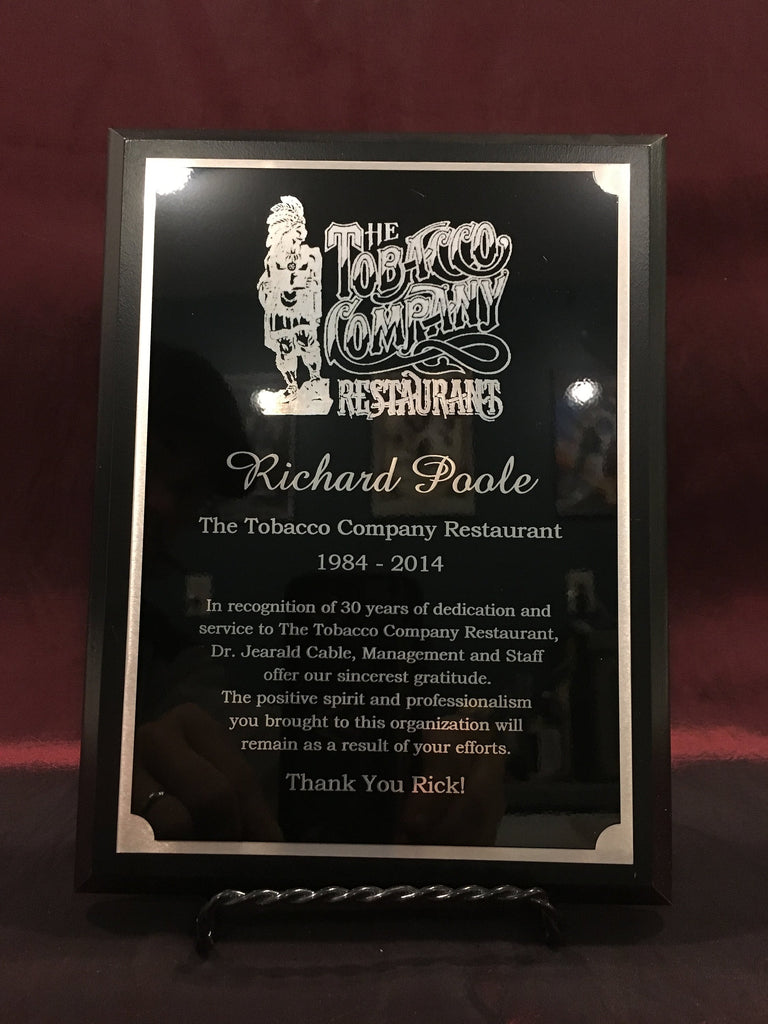 THE
TOBACCO
COMPANY
RESTAURANT
Richard Poole
The Tobacco Company Restaurant
1984 - 2014
In recognition of 30 years of dedication and
service to The Tobacco Company Restaurant,
Dr. Jearald Cable, Management and Staff
offer our sincerest gratitude.
The positive spirit and professionalism
you brought to this organization will
remain as a result of your efforts.
Thank You Rick!